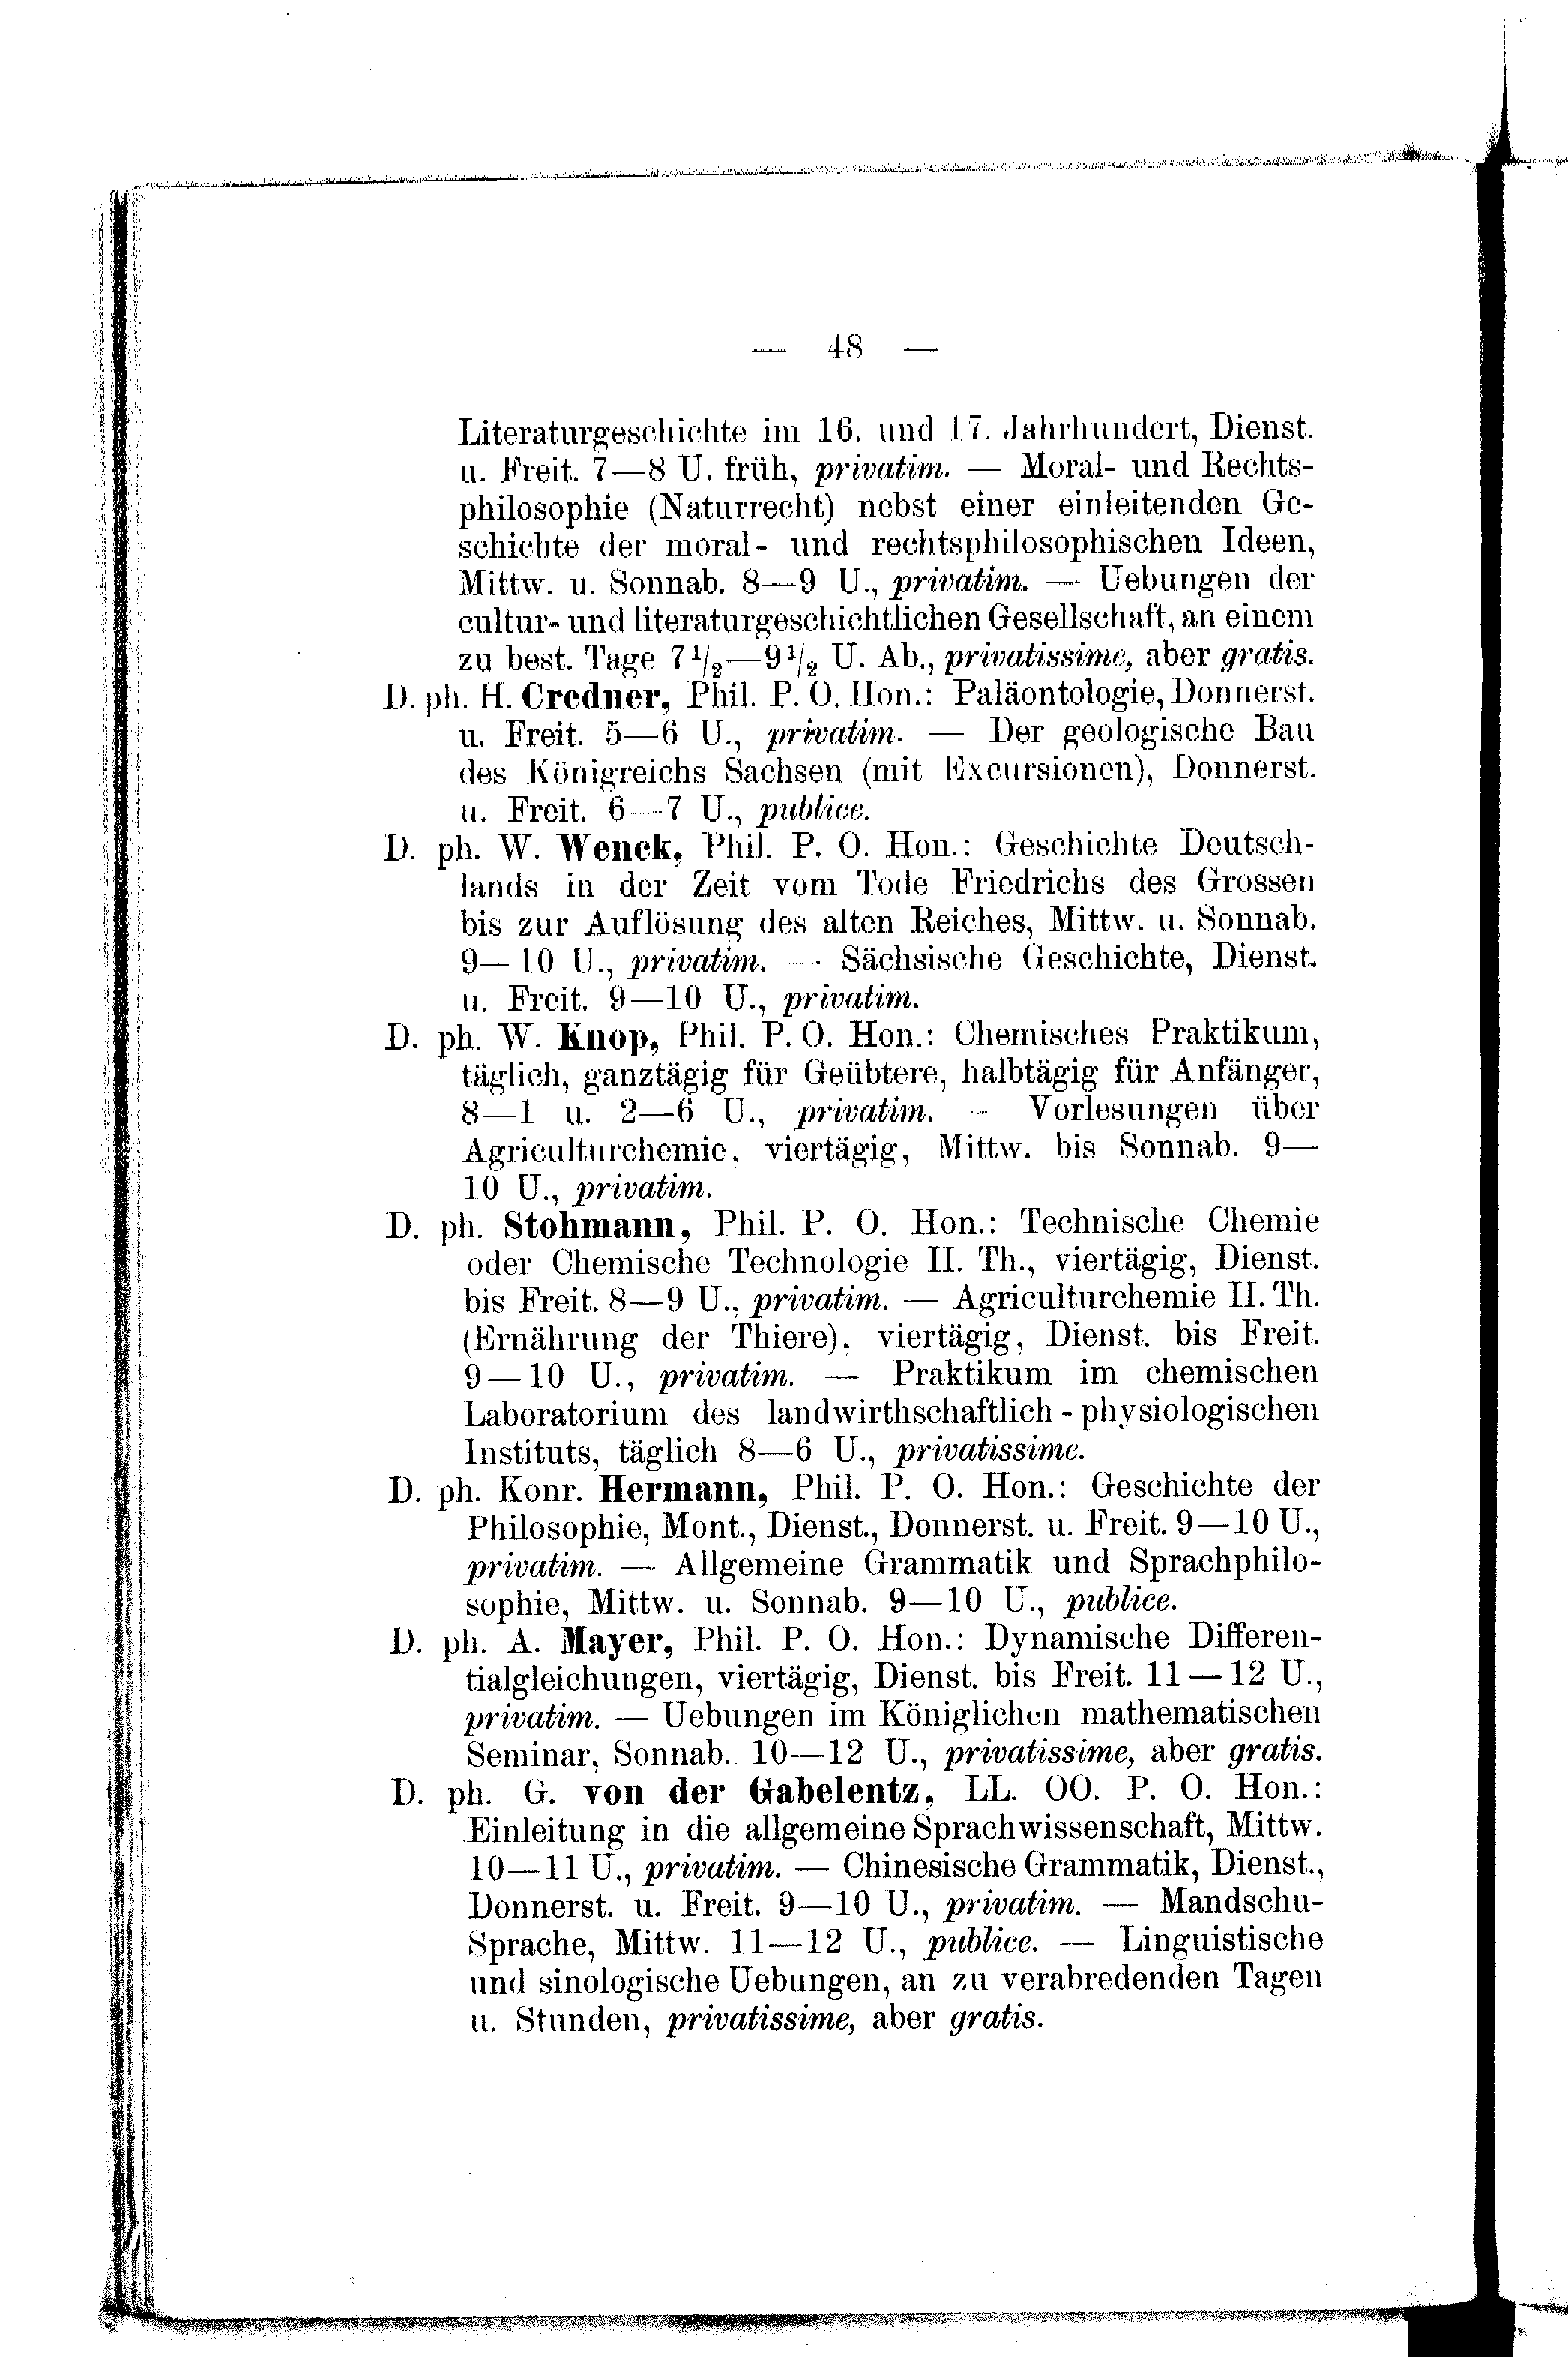 — 48 —
Literaturgeschichte im 16. und 17. Jahrhundert, Dienst.
u. Freit. 7—8 U. früh, privatim. — Moral- und Rechts-
philosophie (Naturrecht) nebst einer einleitenden Ge-
schichte der moral- und rechtsphilosophischen Ideen,
Mittw. u. Sonnab. 8—9 U., privatim. — Uebungen der
cultur- und literaturgeschichtlichen Gesellschaft, an einem
zu best. Tage 7 1/2—9 1/2 U. Ab., privatissime, aber gratis.
D. ph. H. Credner, Phil. P. O. Hon.: Paläontologie, Donnerst.
u. Freit. 5—6 U., privatim. — Der geologische Bau
des Königreichs Sachsen (mit Excursionen), Donnerst.
u. Freit. 6—7 U., publice.
D. ph. W. Wenck, Phil. P. O. Hon.: Geschichte Deutsch-
lands in der Zeit vom Tode Friedrichs des Grossen
bis zur Auflösung des alten Reiches, Mittw. u. Sonnab.
9—10 U., privatim. — Sächsische Geschichte, Dienst.
u. Freit. 9—10 U., privatim.
D. ph. W. Knop, Phil. P. O. Hon.: Chemisches Praktikum,
täglich, ganztägig für Geübtere, halbtägig für Anfänger,
8—1 u. 2—6 U., privatim. — Vorlesungen über
Agriculturchemie, viertägig, Mittw. bis Sonnab. 9—
10 U., privatim.
D. ph. Stohmann, Phil. P. O. Hon.: Technische Chemie
oder Chemische Technologie II. Th., viertägig, Dienst.
bis Freit. 8—9 U., privatim. — Agriculturchemie II. Th.
(Ernährung der Thiere), viertägig, Dienst. bis Freit.
9—10 U., privatim. — Praktikum im chemischen
Laboratorium des landwirthschaftlich-physiologischen
Instituts, täglich 8—6 U., privatissime.
D. ph. Konr. Hermann, Phil. P. O. Hon.: Geschichte der
Philosophie, Mont., Dienst., Donnerst. u. Freit. 9—10 U.,
privatim. — Allgemeine Grammatik und Sprachphilo-
sophie, Mittw. u. Sonnab. 9—10 U., publice.
D. ph. A. Mayer, Phil. P. O. Hon.: Dynamische Differen-
tialgleichungen, viertägig, Dienst. bis Freit. 11—12 U.,
privatim. — Uebungen im Königlichen mathematischen
Seminar, Sonnab. 10—12 U., privatissime, aber gratis.
D. ph. G. von der Gabelentz, LL. OO. P. O. Hon.:
Einleitung in die allgemeine Sprachwissenschaft, Mittw.
10—11 U., privatim. — Chinesische Grammatik, Dienst.,
Donnerst. u. Freit. 9—10 U., privatim. — Mandschu-
Sprache, Mittw. 11—12 U., publice. — Linguistische
und sinologische Uebungen, an zu verabredenden Tagen
u. Stunden, privatissime, aber gratis.